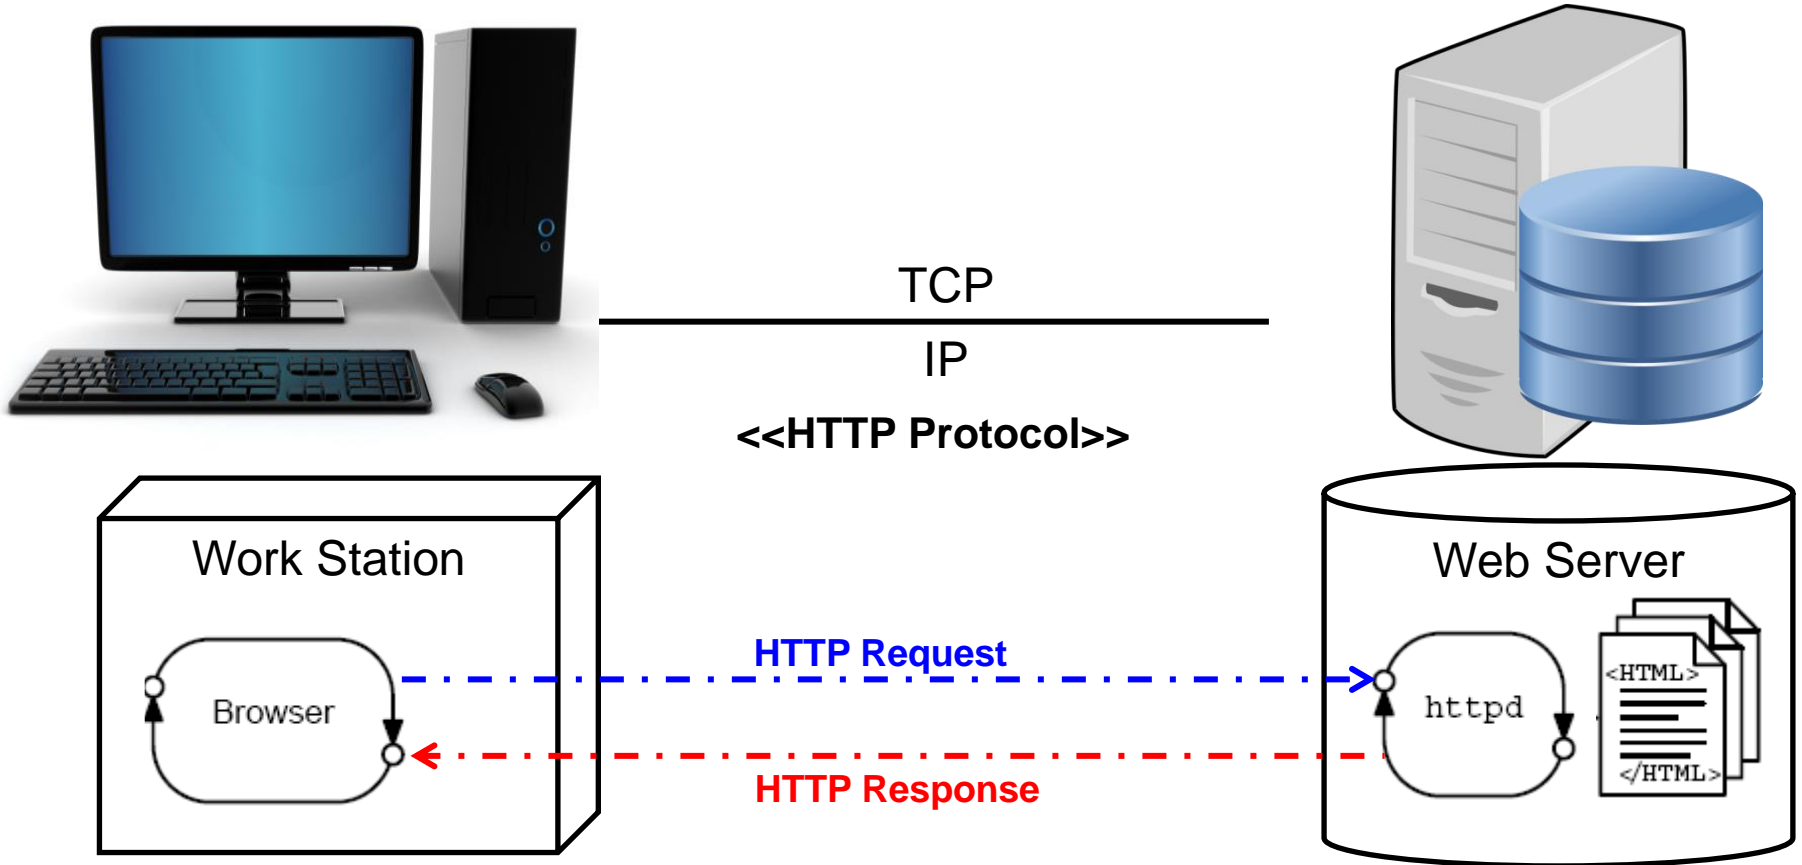 TCP
IP
<<HTTP Protocol>>
Work Station
Web Server
HTTP Request
<HTML>
Browser
httpd
</HTML>
HTTP Response